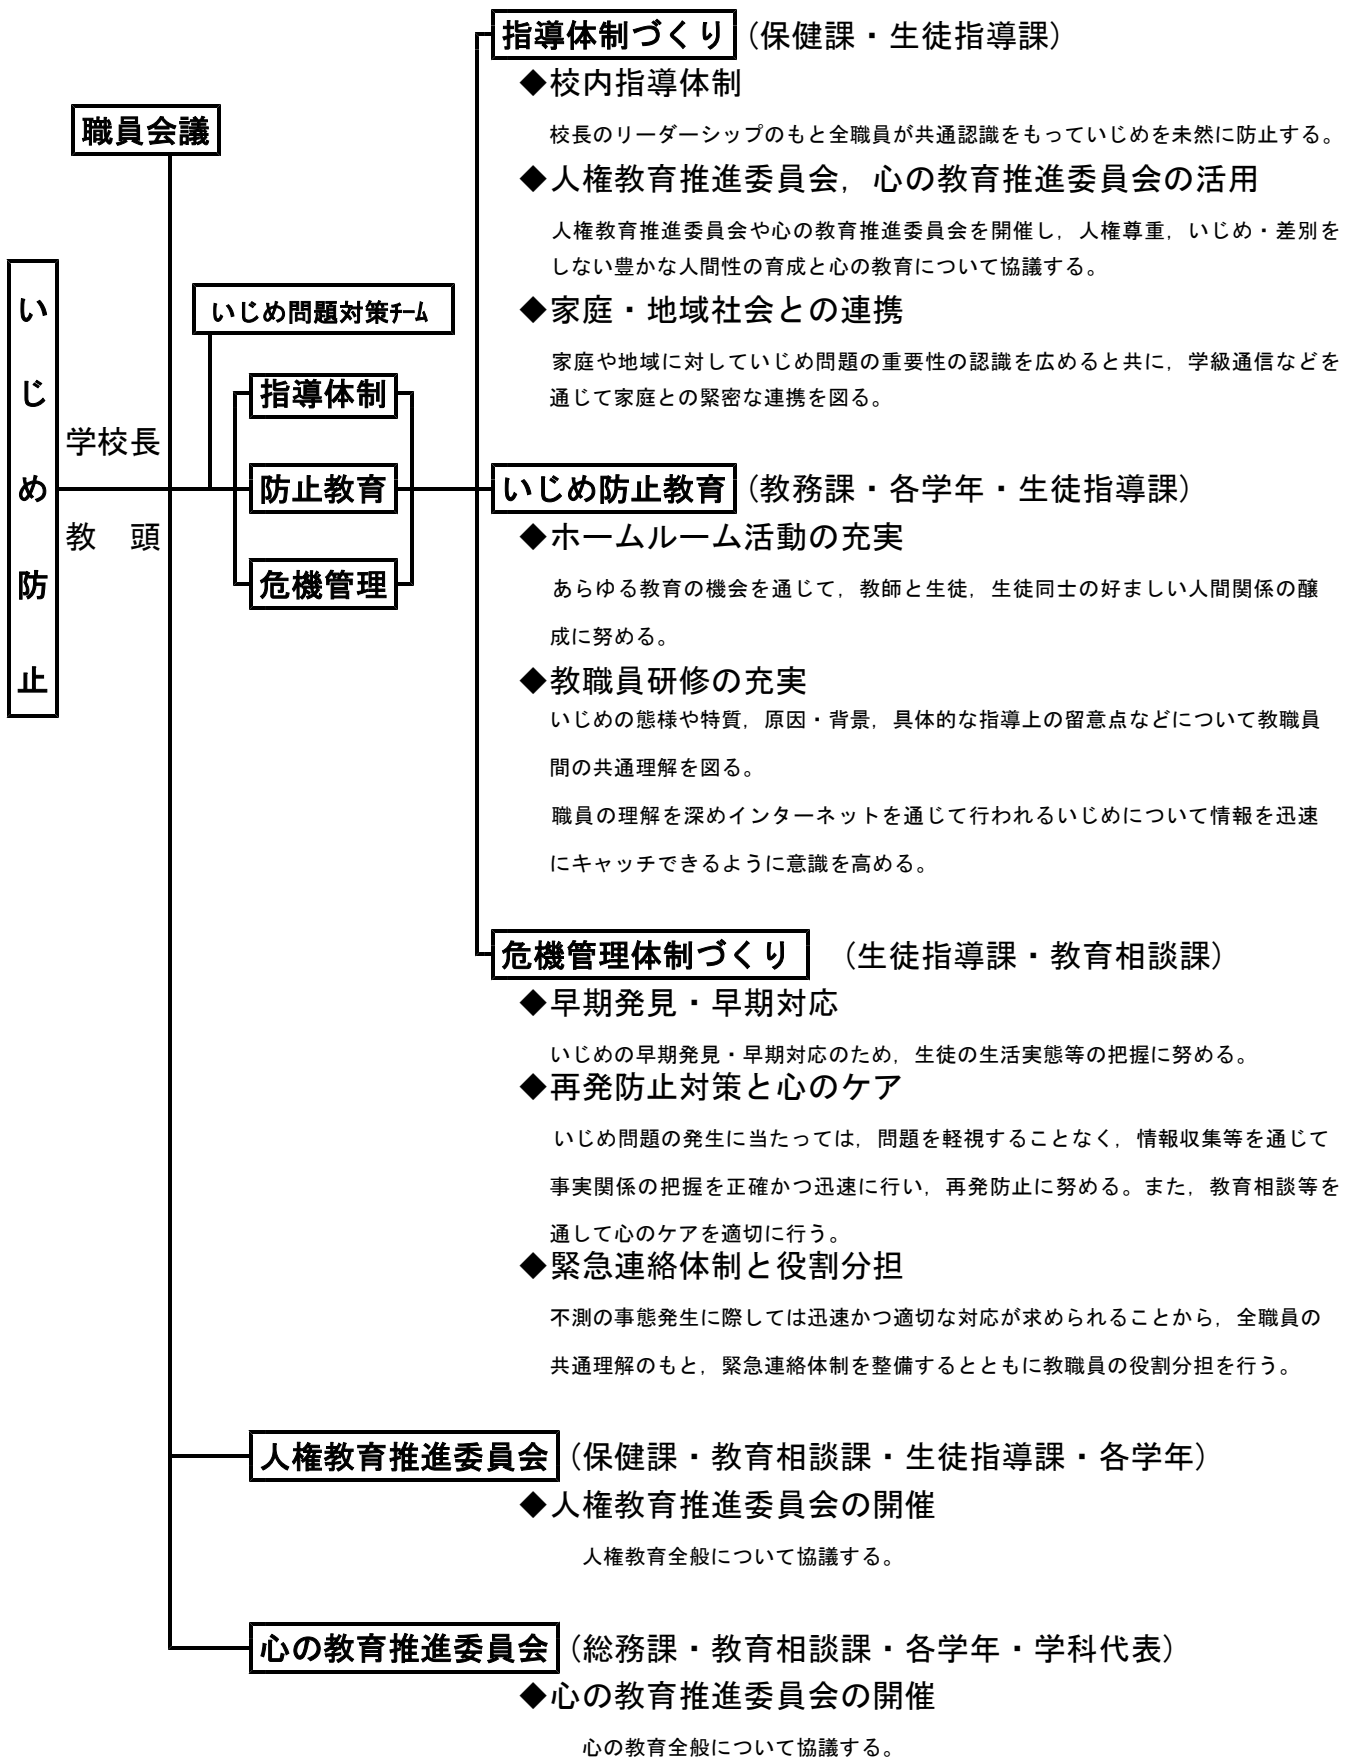 職員会議
いじめ防止
学校長
教　頭
いじめ問題対策ﾁｰﾑ
指導体制
防止教育
危機管理
指導体制づくり（保健課・生徒指導課）
◆校内指導体制
校長のリーダーシップのもと全職員が共通認識をもっていじめを未然に防止する。
◆人権教育推進委員会，心の教育推進委員会の活用
人権教育推進委員会や心の教育推進委員会を開催し，人権尊重，いじめ・差別を
しない豊かな人間性の育成と心の教育について協議する。
◆家庭・地域社会との連携
家庭や地域に対していじめ問題の重要性の認識を広めると共に，学級通信などを
通じて家庭との緊密な連携を図る。
いじめ防止教育（教務課・各学年・生徒指導課）
◆ホームルーム活動の充実
あらゆる教育の機会を通じて，教師と生徒，生徒同士の好ましい人間関係の醸
成に努める。
◆教職員研修の充実
いじめの態様や特質，原因・背景，具体的な指導上の留意点などについて教職員
間の共通理解を図る。
職員の理解を深めインターネットを通じて行われるいじめについて情報を迅速
にキャッチできるように意識を高める。
危機管理体制づくり（生徒指導課・教育相談課）
◆早期発見・早期対応
いじめの早期発見・早期対応のため，生徒の生活実態等の把握に努める。
◆再発防止対策と心のケア
いじめ問題の発生に当たっては，問題を軽視することなく，情報収集等を通じて
事実関係の把握を正確かつ迅速に行い，再発防止に努める。また，教育相談等を
通して心のケアを適切に行う。
◆緊急連絡体制と役割分担
不測の事態発生に際しては迅速かつ適切な対応が求められることから，全職員の
共通理解のもと，緊急連絡体制を整備するとともに教職員の役割分担を行う。
人権教育推進委員会（保健課・教育相談課・生徒指導課・各学年）
◆人権教育推進委員会の開催
人権教育全般について協議する。
心の教育推進委員会（総務課・教育相談課・各学年・学科代表）
◆心の教育推進委員会の開催
心の教育全般について協議する。